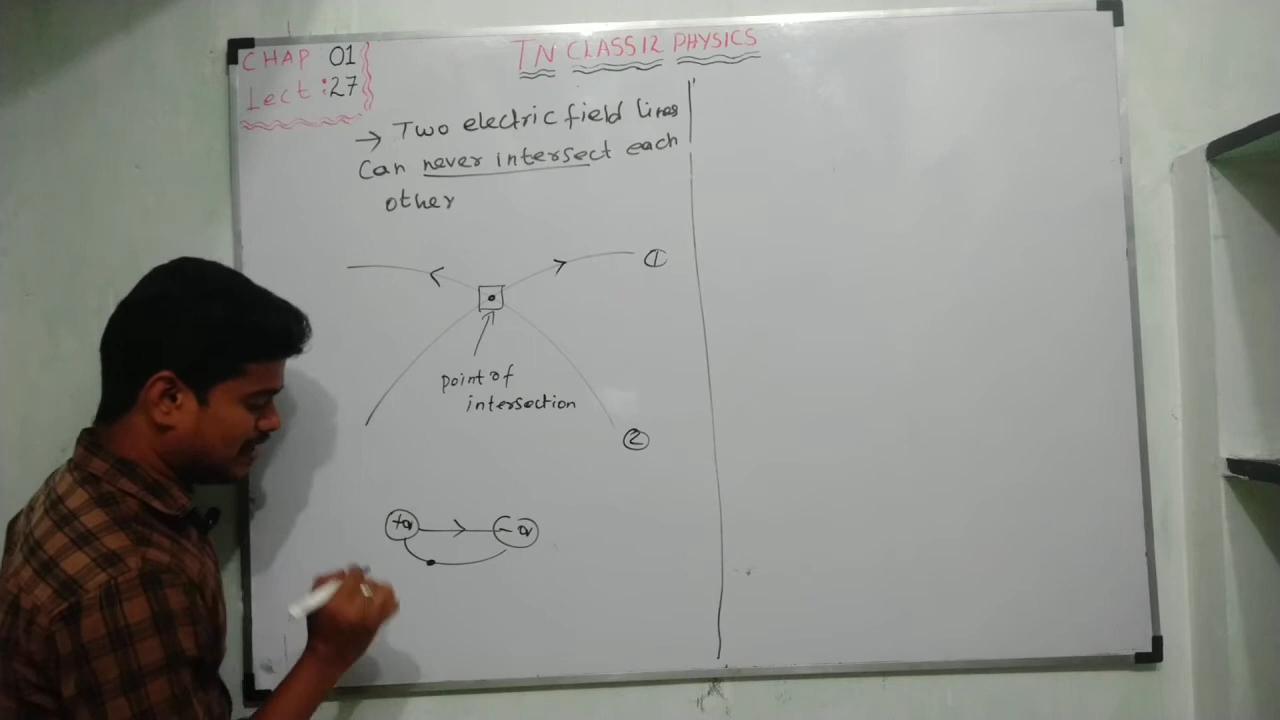 CHAP 01
Lect:27
TN CLASS 12 PHYSICS
→ Two electric field lines
Can never intersect each
other
①
point of
intersection
②
+q
-q